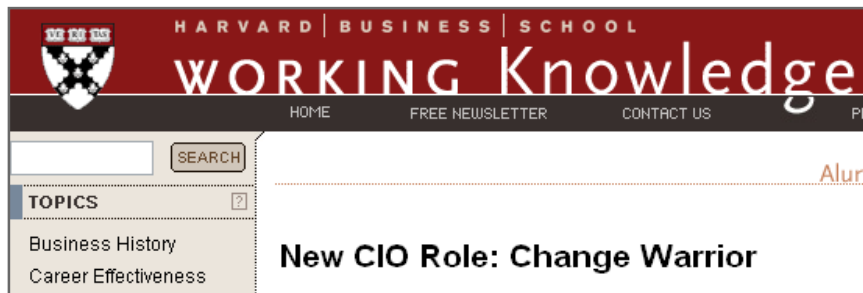 HARVARD | BUSINESS | SCHOOL
WORKING Knowledge
HOME FREE NEWSLETTER CONTACT US
SEARCH
TOPICS ?
Business History
Career Effectiveness
New CIO Role: Change Warrior